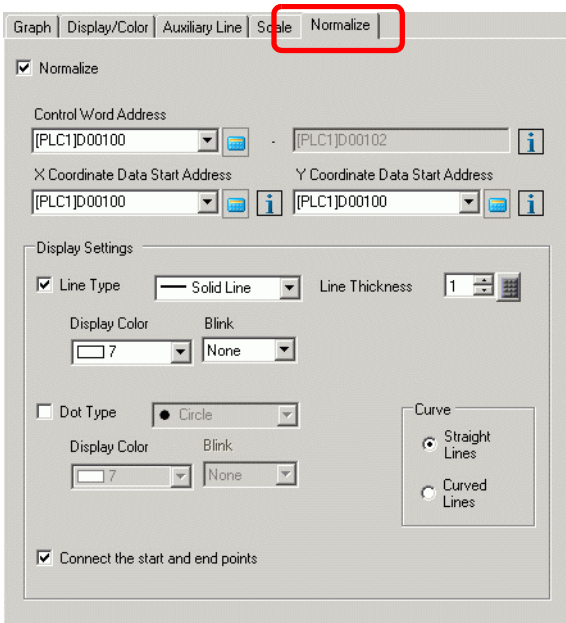 Graph Display/Color Auxiliary Line Scale Normalize
Normalize
Control Word Address
[PLC1]D00100 - [PLC1]D00102
X Coordinate Data Start Address Y Coordinate Data Start Address
[PLC1]D00100 [PLC1]D00100
Display Settings
Line Type Solid Line Line Thickness 1
Display Color Blink
7 None
Dot Type Circle
Display Color Blink
7 None
Curve
Straight
Lines
Curved
Lines
Connect the start and end points